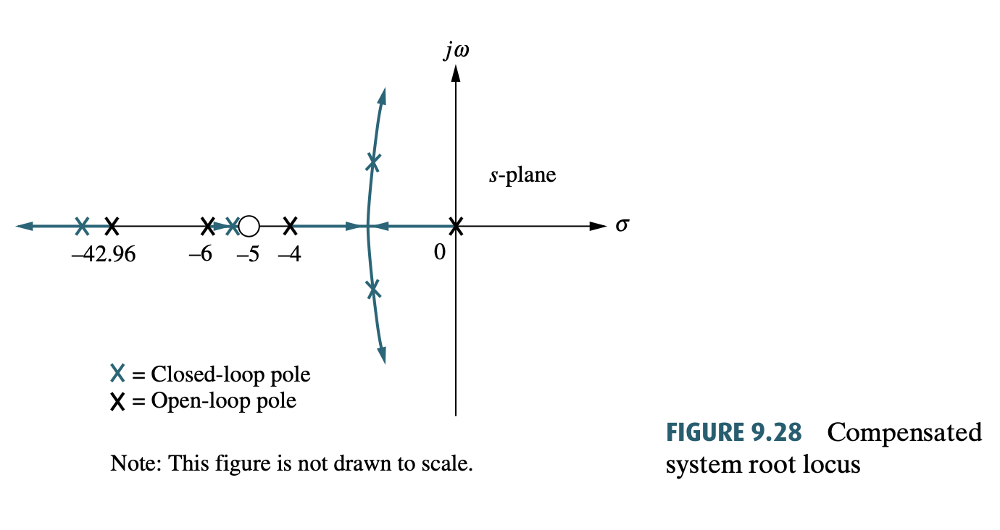 jω
s-plane
σ
–42.96 –6 –5 –4 0
X = Closed-loop pole
X = Open-loop pole
Note: This figure is not drawn to scale.
FIGURE 9.28 Compensated
system root locus